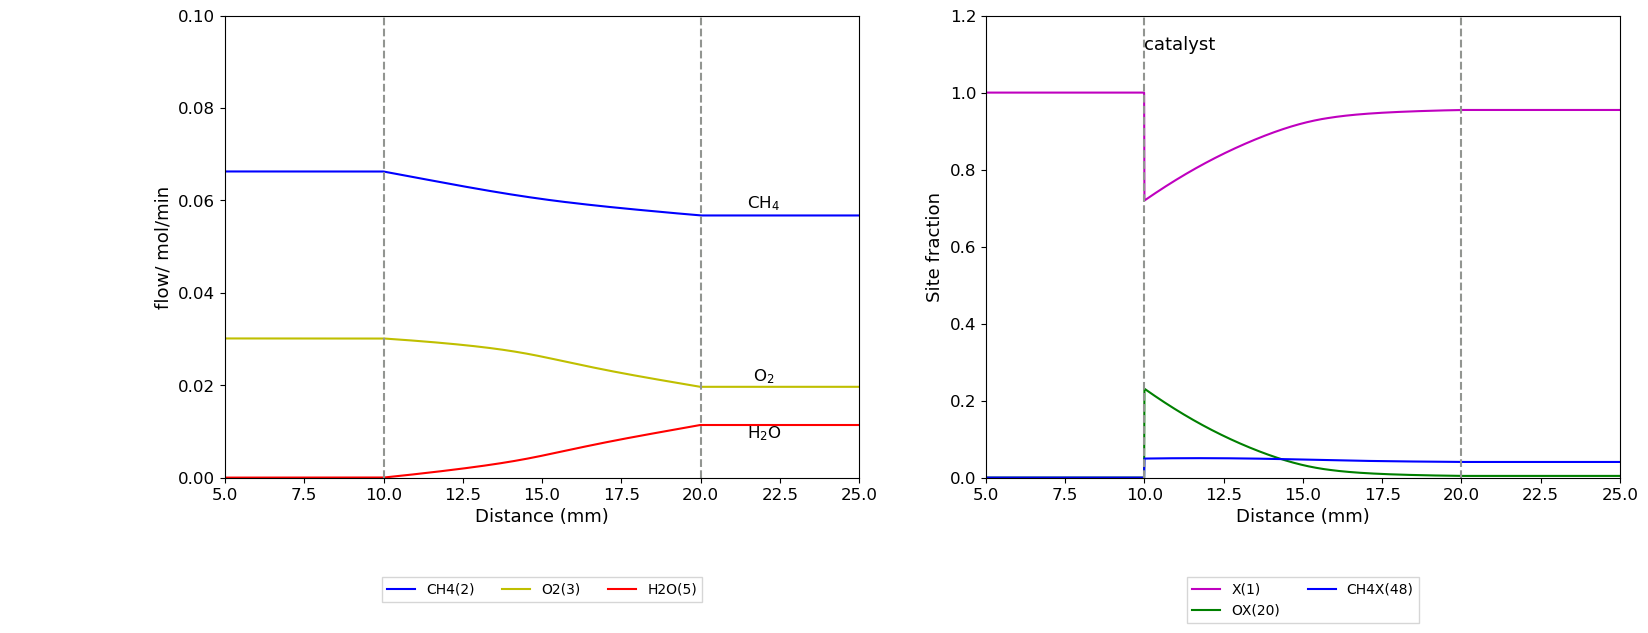 0.10
0.08
0.06
0.04
0.02
0.00
flow/ mol/min
CH₄
O₂
H₂O
5.0 7.5 10.0 12.5 15.0 17.5 20.0 22.5 25.0
Distance (mm)
CH4(2) O2(3) H2O(5)
1.2
1.0
0.8
0.6
0.4
0.2
0.0
Site fraction
catalyst
5.0 7.5 10.0 12.5 15.0 17.5 20.0 22.5 25.0
Distance (mm)
X(1) CH4X(48)
OX(20)